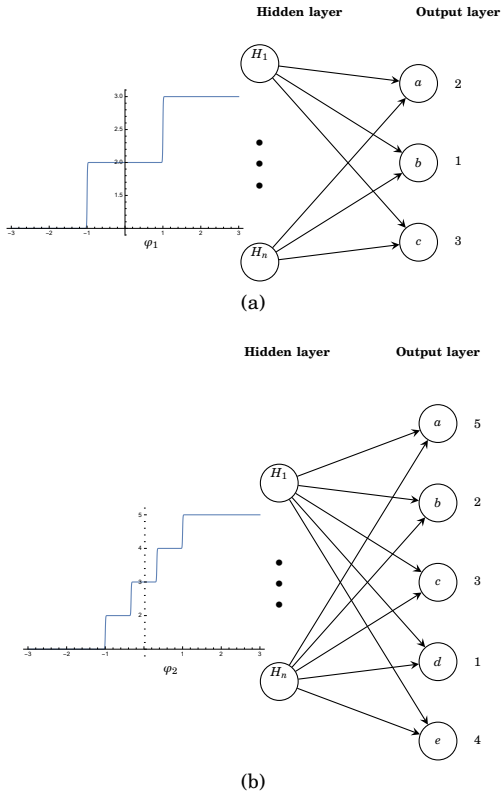 Hidden layer Output layer
H1
a 2
3.0
2.5
b 1
2.0
1.5
c 3
Hn
−3 −2 −1 1 2 3
φ1
(a)
Hidden layer Output layer
a 5
H1
b 2
5
4
c 3
3
2
d 1
Hn
−3 −2 −1 1 2 3
φ2
e 4
(b)